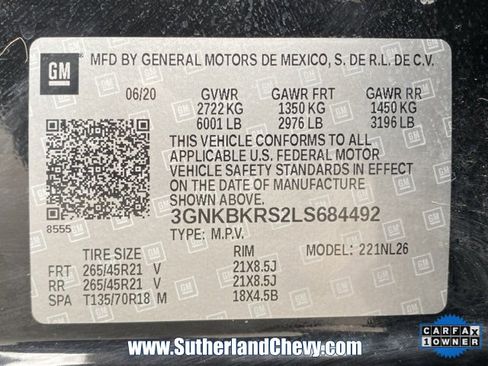 GM MFD BY GENERAL MOTORS DE MEXICO, S. DE R.L. DE C.V.
06/20 GVWR GAWR FRT GAWR RR
2722 KG 1350 KG 1450 KG
6001 LB 2976 LB 3196 LB
THIS VEHICLE CONFORMS TO ALL
APPLICABLE U.S. FEDERAL MOTOR
VEHICLE SAFETY STANDARDS IN EFFECT
ON THE DATE OF MANUFACTURE
SHOWN ABOVE.
3GNKBKRS2LS684492
8555 TYPE: M.P.V. MODEL: 221NL26
TIRE SIZE RIM
FRT 265/45R21 V 21X8.5J
RR 265/45R21 V 21X8.5J
SPA T135/70R18 M 18X4.5B
www.SutherlandChevy.com
CARFAX
1 OWNER